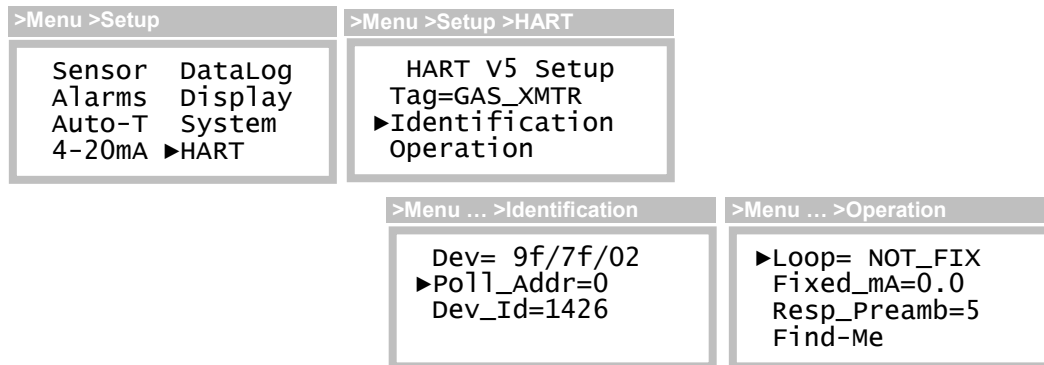 >Menu >Setup
Sensor DataLog
Alarms Display
Auto-T System
4-20mA ►HART
>Menu >Setup >HART
HART V5 Setup
Tag=GAS_XMTR
►Identification
Operation
>Menu ... >Identification
Dev= 9f/7f/02
►Poll_Addr=0
Dev_Id=1426
>Menu ... >Operation
►Loop= NOT_FIX
Fixed_mA=0.0
Resp_Preamb=5
Find-Me